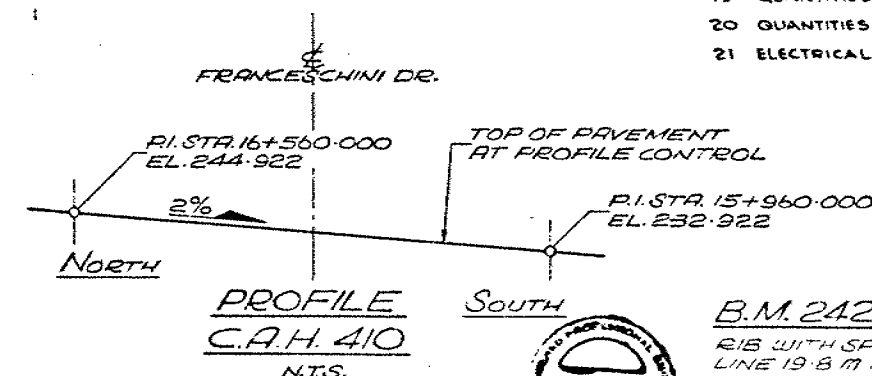 20 QUANTITIES
21 ELECTRICAL
℄
FRANCESCHINI DR.
P.I. STA. 16+560·000
EL. 244·922
TOP OF PAVEMENT
AT PROFILE CONTROL
2%
P.I. STA. 15+960·000
EL. 232·922
NORTH
SOUTH
PROFILE
C.A.H. 410
N.T.S.
B.M. 242
RIB WITH
LINE 19·8 M